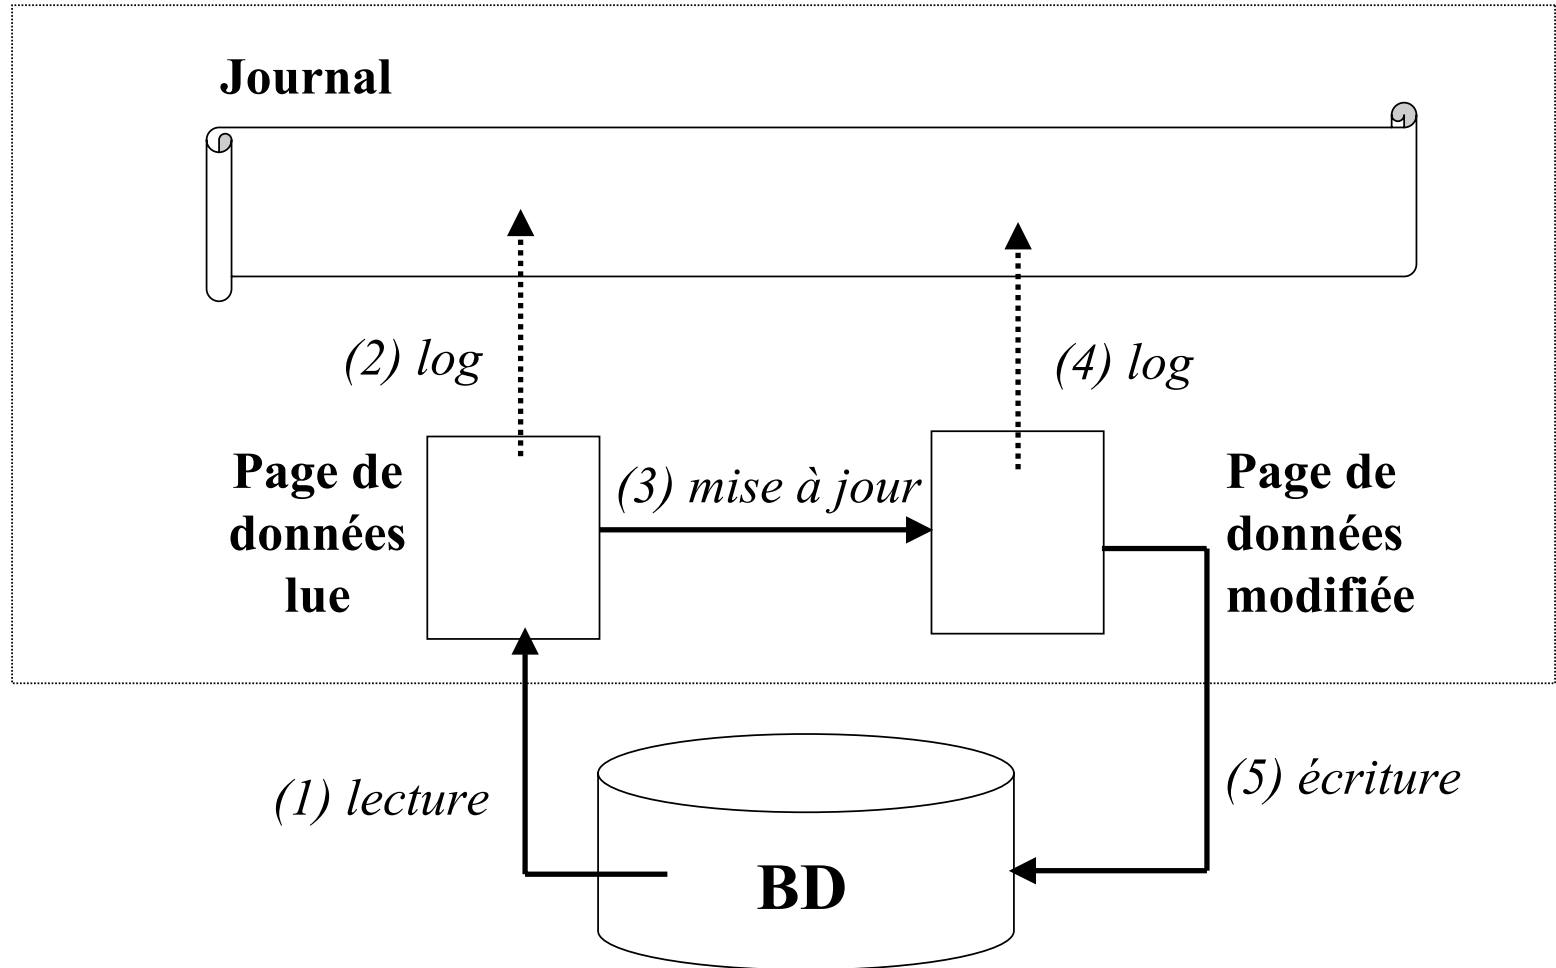 Journal
(2) log
(4) log
Page de
données
lue
(3) mise à jour
Page de
données
modifiée
(1) lecture
(5) écriture
BD